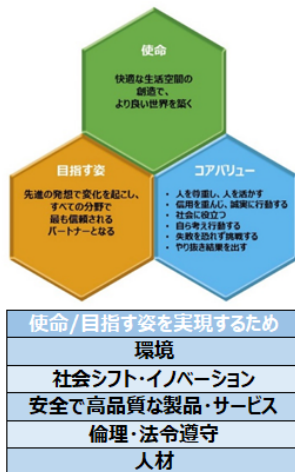 使命
快適な生活空間の
創造で、
より良い世界を築く
目指す姿
先進の発想で変化を起こし、
すべての分野で
最も信頼される
パートナーとなる
コアバリュー
・ 人を尊重し、人を活かす
・ 信用を重んじ、誠実に行動する
・ 社会に役立つ
・ 自ら考え行動する
・ 失敗を恐れず挑戦する
・ やり抜き結果を出す
使命/目指す姿を実現するため
環境
社会シフト・イノベーション
安全で高品質な製品・サービス
倫理・法令遵守
人材